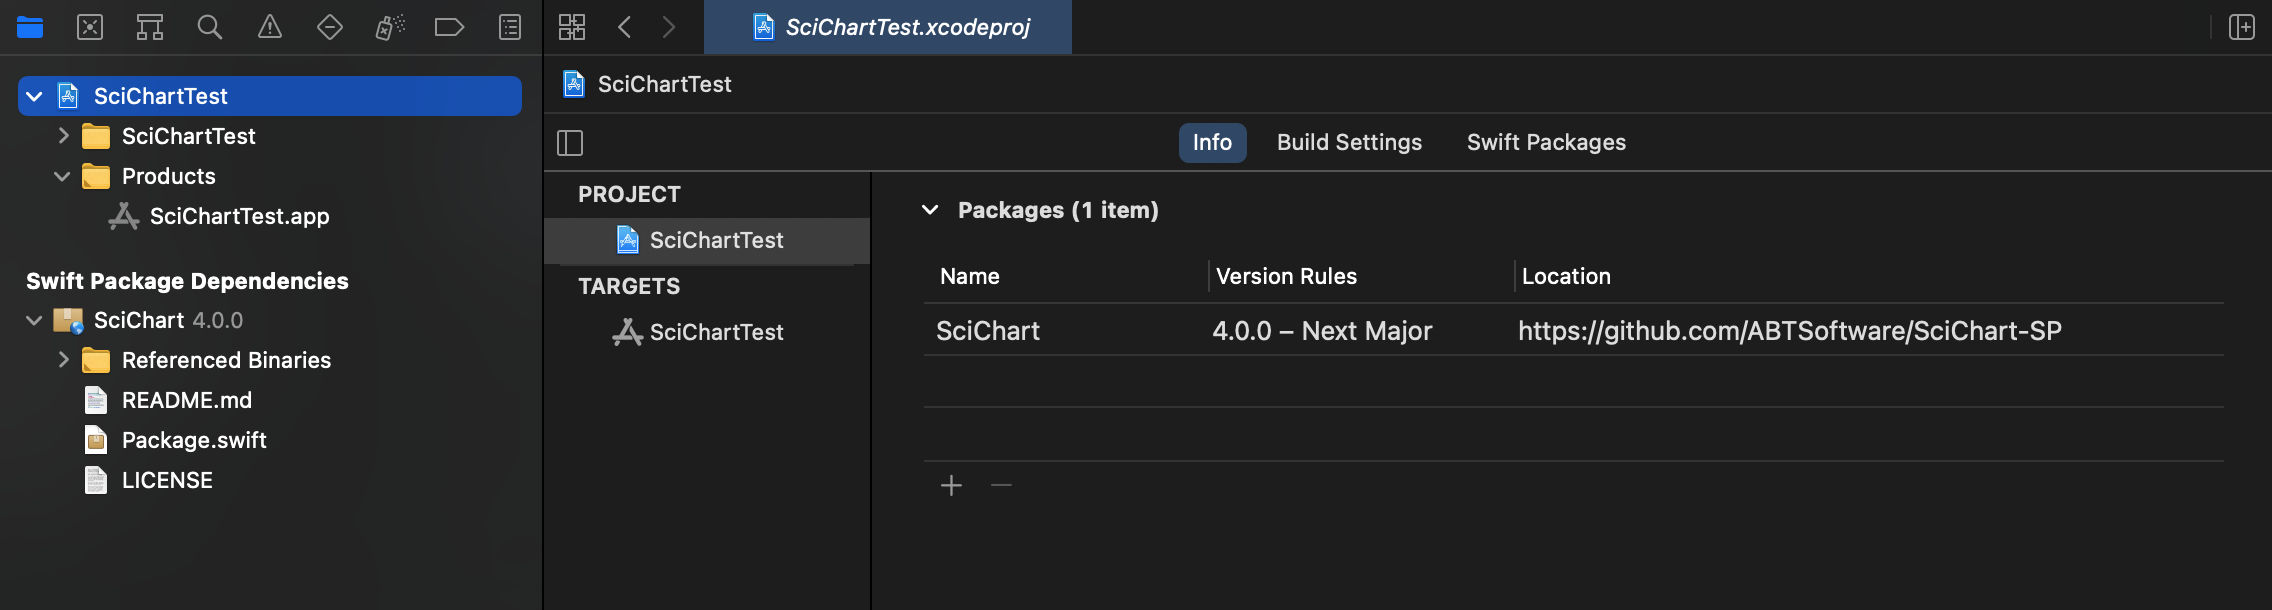 SciChartTest.xcodeproj
SciChartTest
SciChartTest
Products
SciChartTest.app
Swift Package Dependencies
SciChart 4.0.0
Referenced Binaries
README.md
Package.swift
LICENSE
SciChartTest
Info Build Settings Swift Packages
PROJECT
SciChartTest
TARGETS
SciChartTest
Packages (1 item)
Name Version Rules Location
SciChart 4.0.0 – Next Major https://github.com/ABTSoftware/SciChart-SP